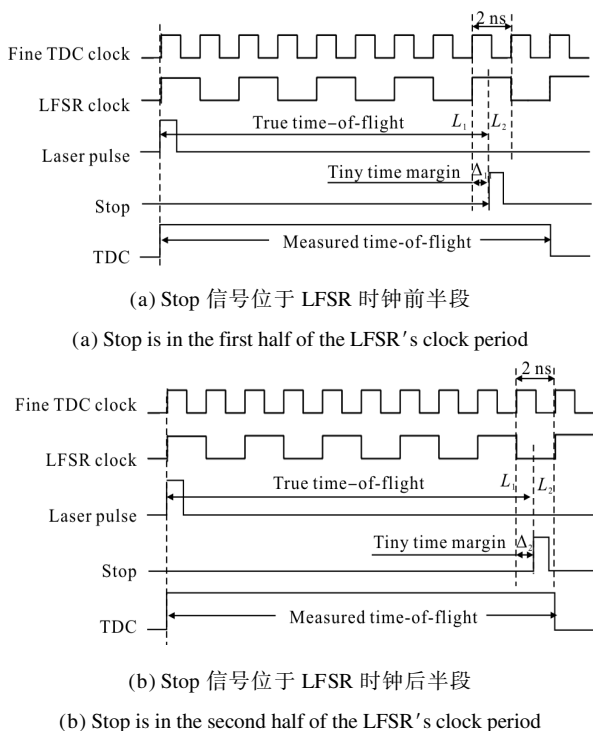 2 ns
Fine TDC clock
LFSR clock
True time-of-flight L₁ L₂
Laser pulse
Tiny time margin Δ₁
Stop
Measured time-of-flight
TDC
(a) Stop 信号位于 LFSR 时钟前半段
(a) Stop is in the first half of the LFSR′s clock period
2 ns
Fine TDC clock
LFSR clock
True time-of-flight L₁ L₂
Laser pulse
Tiny time margin Δ₂
Stop
Measured time-of-flight
TDC
(b) Stop 信号位于 LFSR 时钟后半段
(b) Stop is in the second half of the LFSR′s clock period